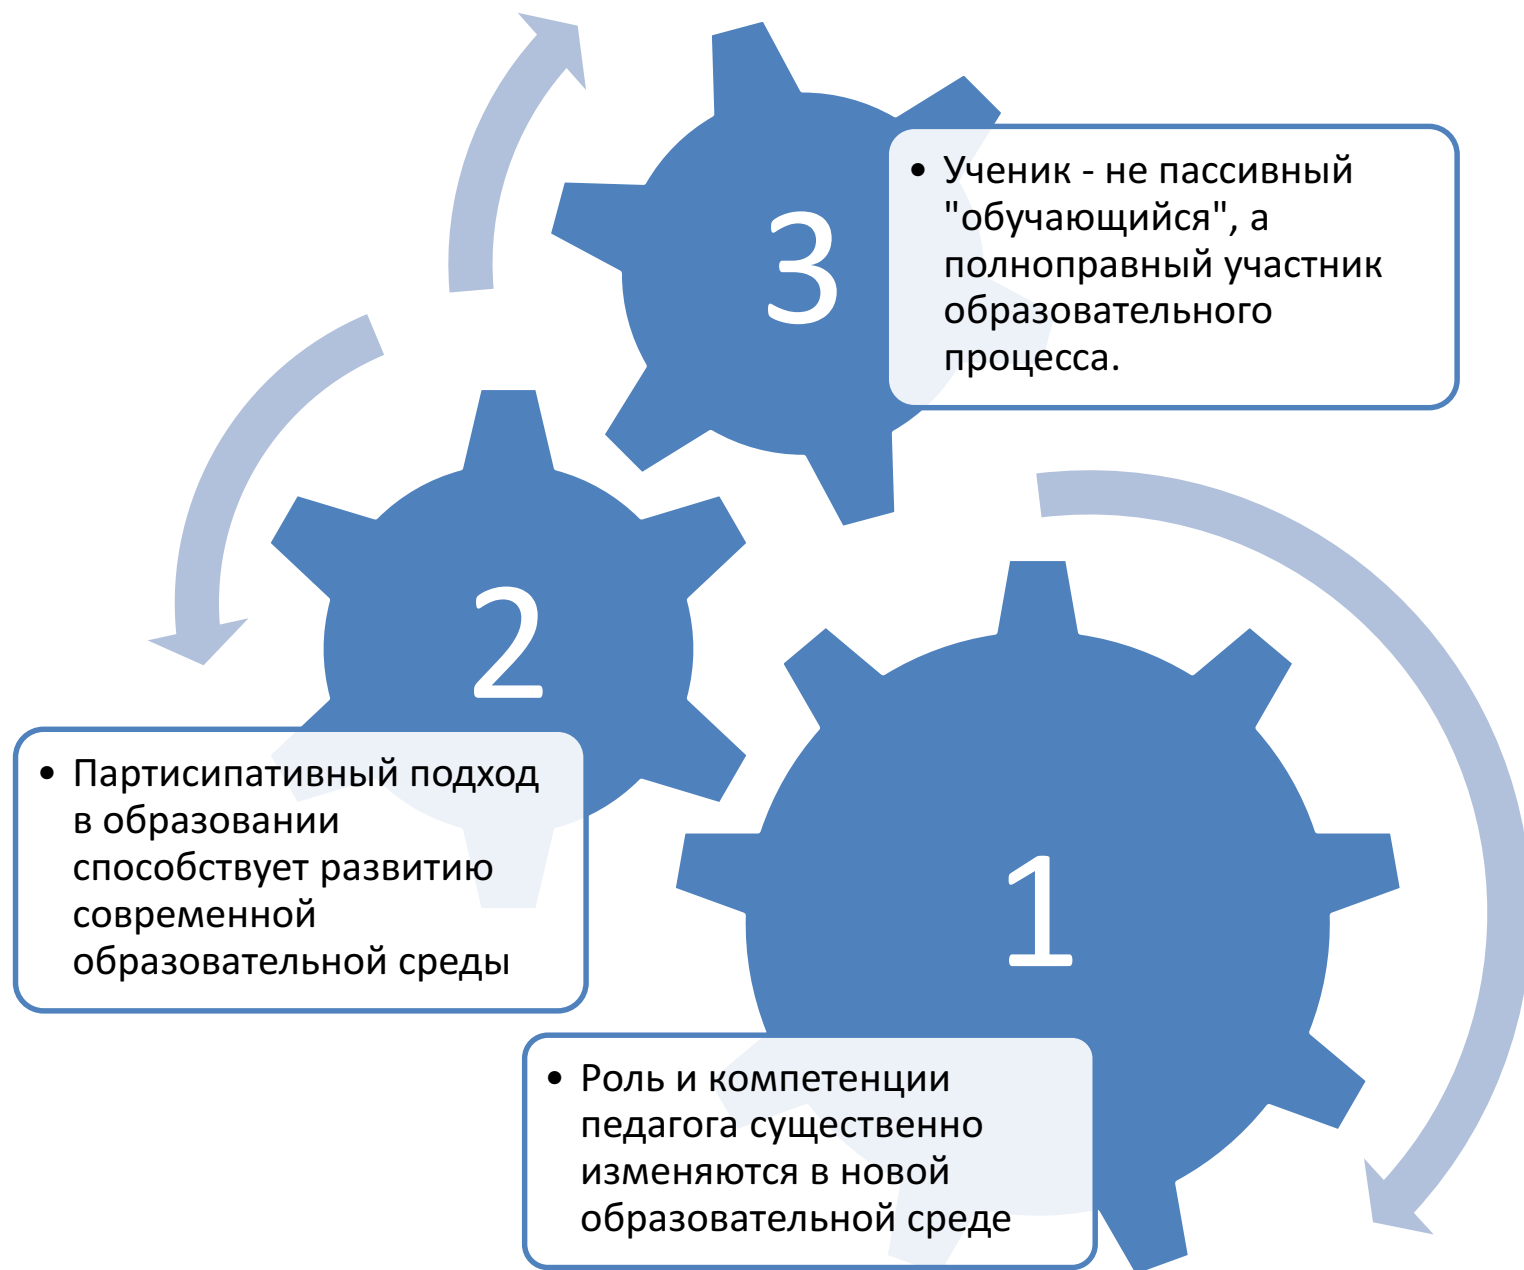 3
• Ученик - не пассивный
"обучающийся", а
полноправный участник
образовательного
процесса.
2
• Партисипативный подход
в образовании
способствует развитию
современной
образовательной среды
1
• Роль и компетенции
педагога существенно
изменяются в новой
образовательной среде